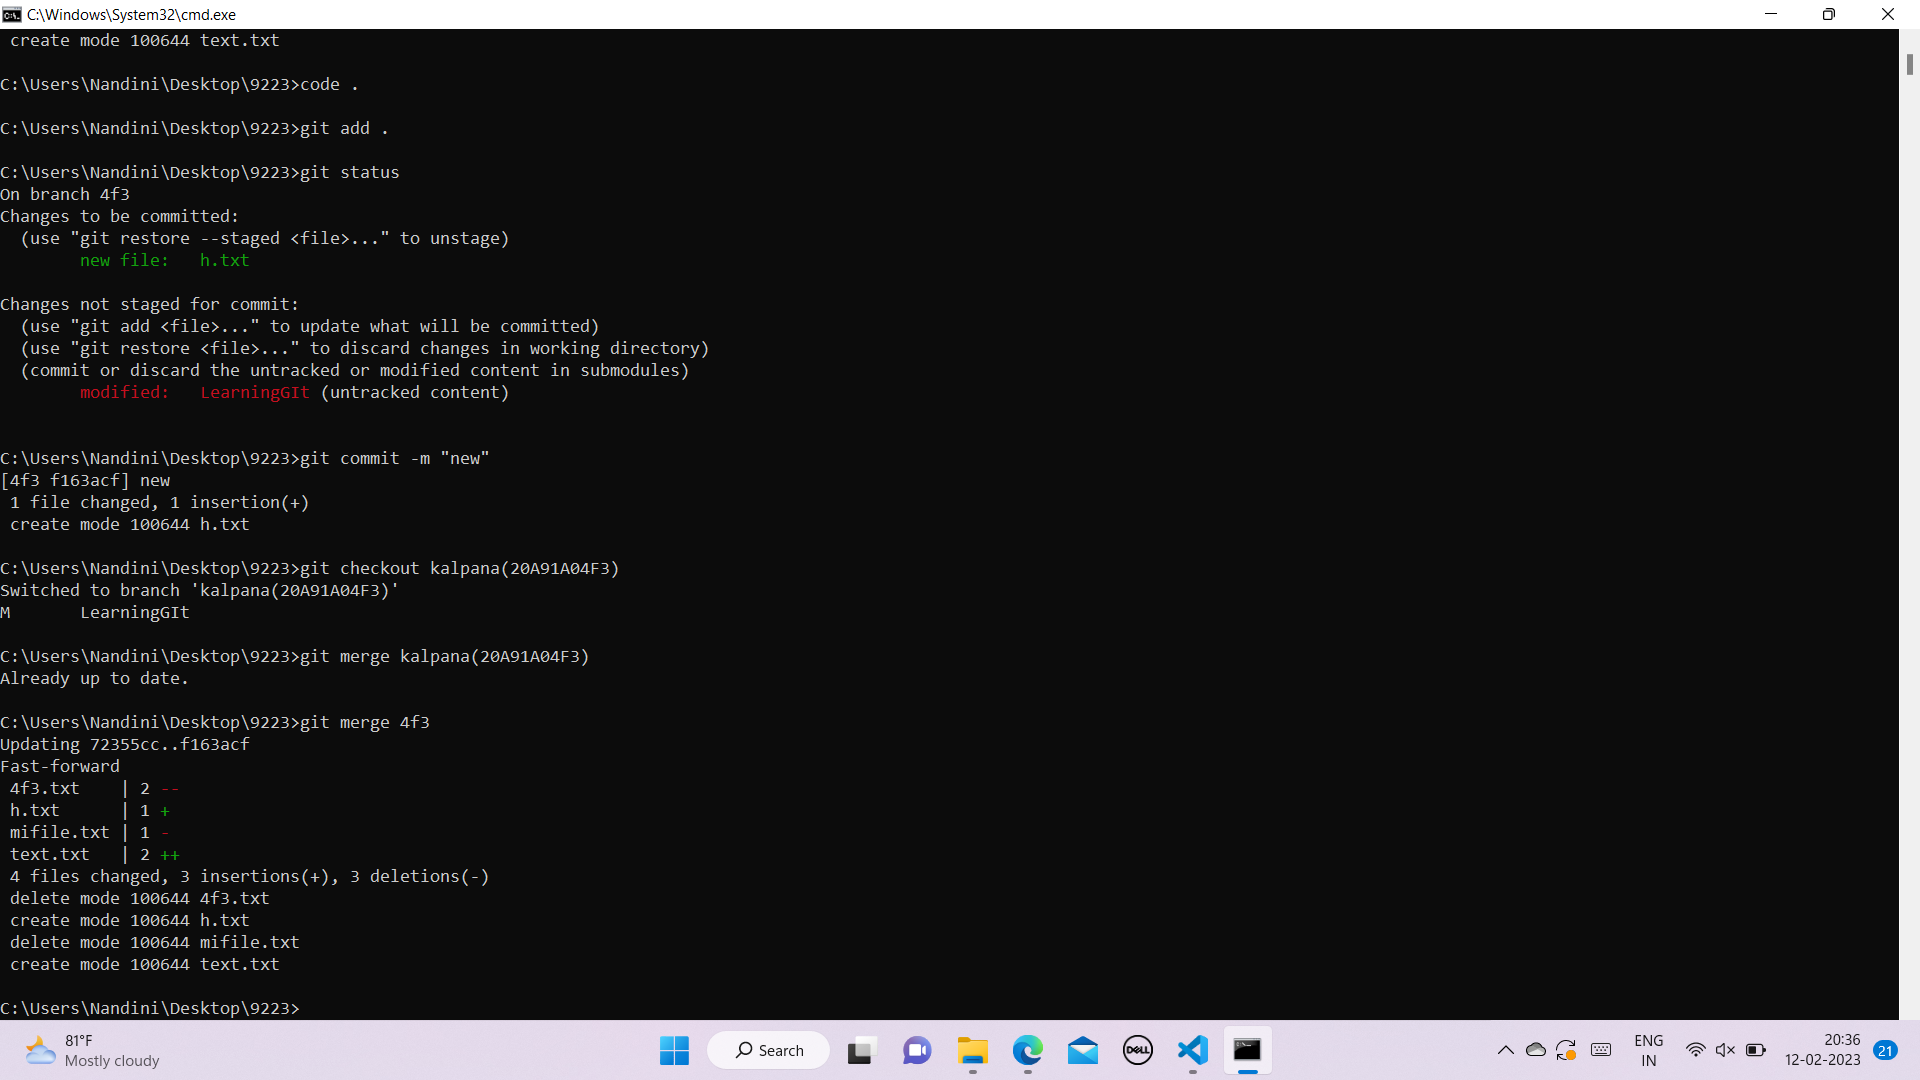 C:\Windows\System32\cmd.exe
 create mode 100644 text.txt
C:\Users\Nandini\Desktop\9223>code .
C:\Users\Nandini\Desktop\9223>git add .
C:\Users\Nandini\Desktop\9223>git status
On branch 4f3
Changes to be committed:
  (use "git restore --staged <file>..." to unstage)
        new file:   h.txt
Changes not staged for commit:
  (use "git add <file>..." to update what will be committed)
  (use "git restore <file>..." to discard changes in working directory)
  (commit or discard the untracked or modified content in submodules)
        modified:   LearningGIt (untracked content)
C:\Users\Nandini\Desktop\9223>git commit -m "new"
[4f3 f163acf] new
 1 file changed, 1 insertion(+)
 create mode 100644 h.txt
C:\Users\Nandini\Desktop\9223>git checkout kalpana(20A91A04F3)
Switched to branch 'kalpana(20A91A04F3)'
M       LearningGIt
C:\Users\Nandini\Desktop\9223>git merge kalpana(20A91A04F3)
Already up to date.
C:\Users\Nandini\Desktop\9223>git merge 4f3
Updating 72355cc..f163acf
Fast-forward
 4f3.txt    | 2 --
 h.txt      | 1 +
 mifile.txt | 1 -
 text.txt   | 2 ++
 4 files changed, 3 insertions(+), 3 deletions(-)
 delete mode 100644 4f3.txt
 create mode 100644 h.txt
 delete mode 100644 mifile.txt
 create mode 100644 text.txt
C:\Users\Nandini\Desktop\9223>
81°F
Mostly cloudy
Search
DELL
ENG
IN
20:36
12-02-2023
21